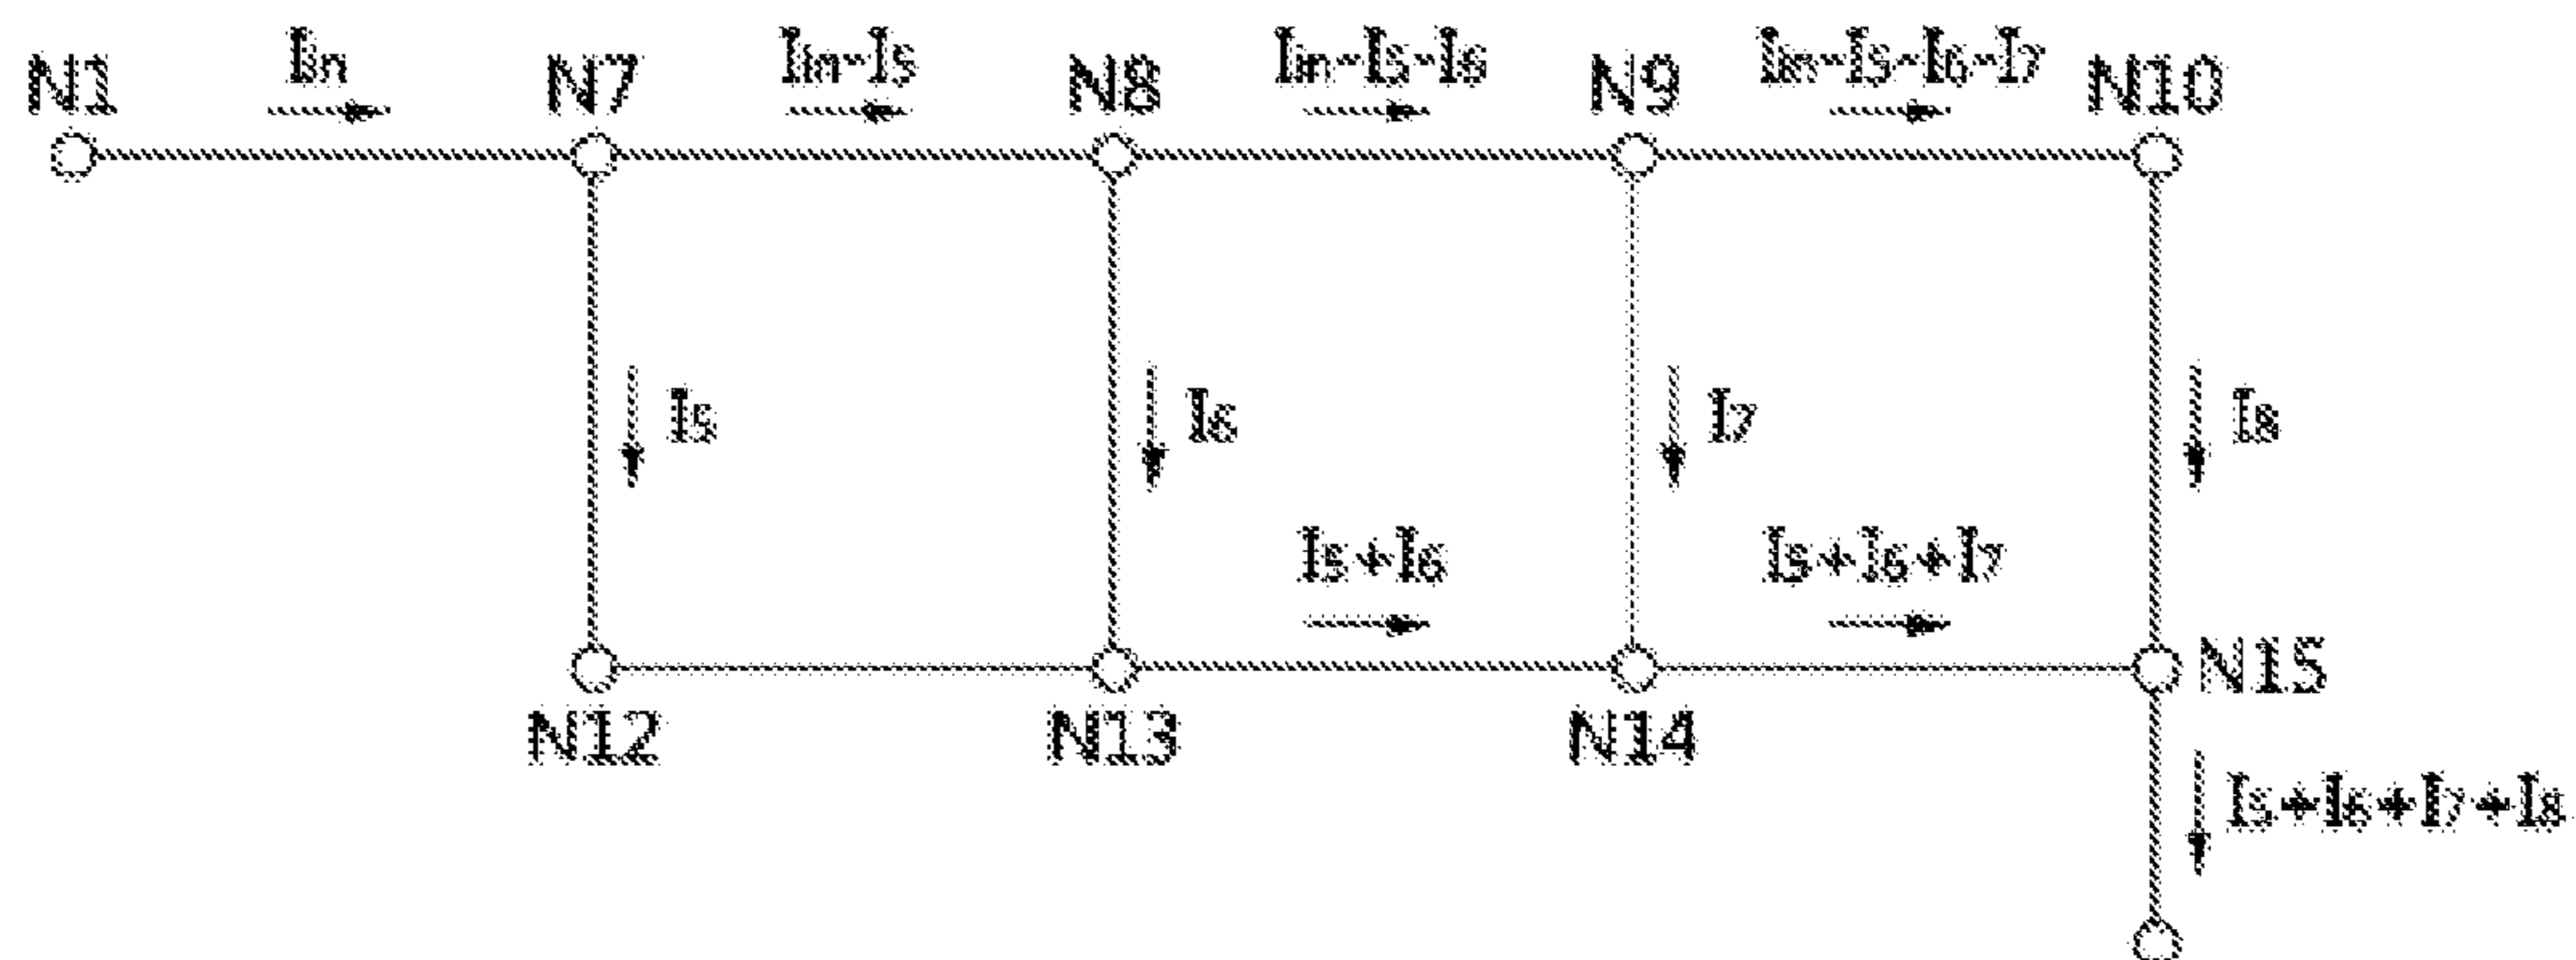 N1
Iin
N7
Iin-I5
N8
Iin-I5-I6
N9
Iin-I5-I6-I7
N10
I5
I6
I7
I8
I5+I6
I5+I6+I7
N12
N13
N14
N15
I5+I6+I7+I8